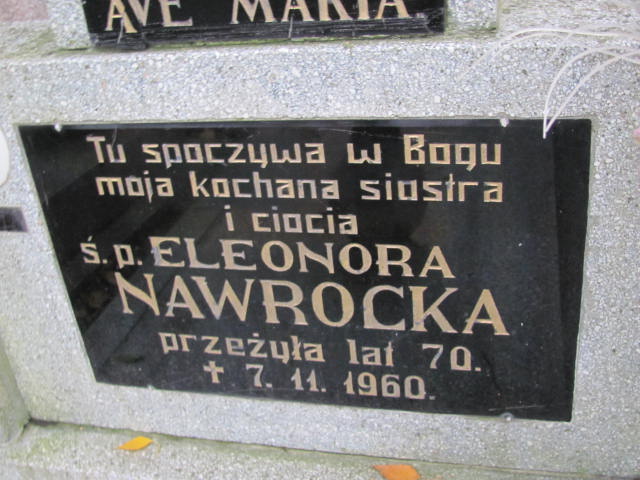 AVE MARIA
Tu spoczywa w Bogu
moja kochana siostra
i ciocia
ś. p. ELEONORA
NAWROCKA
przeżyła lat 70.
✝ 7. 11. 1960.